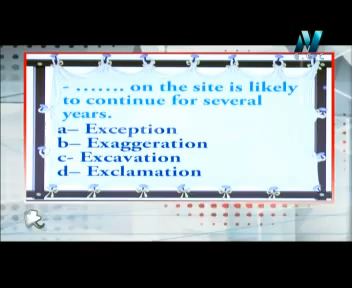 N
- ....... on the site is likely
to continue for several
years.
a– Exception
b– Exaggeration
c- Excavation
d– Exclamation